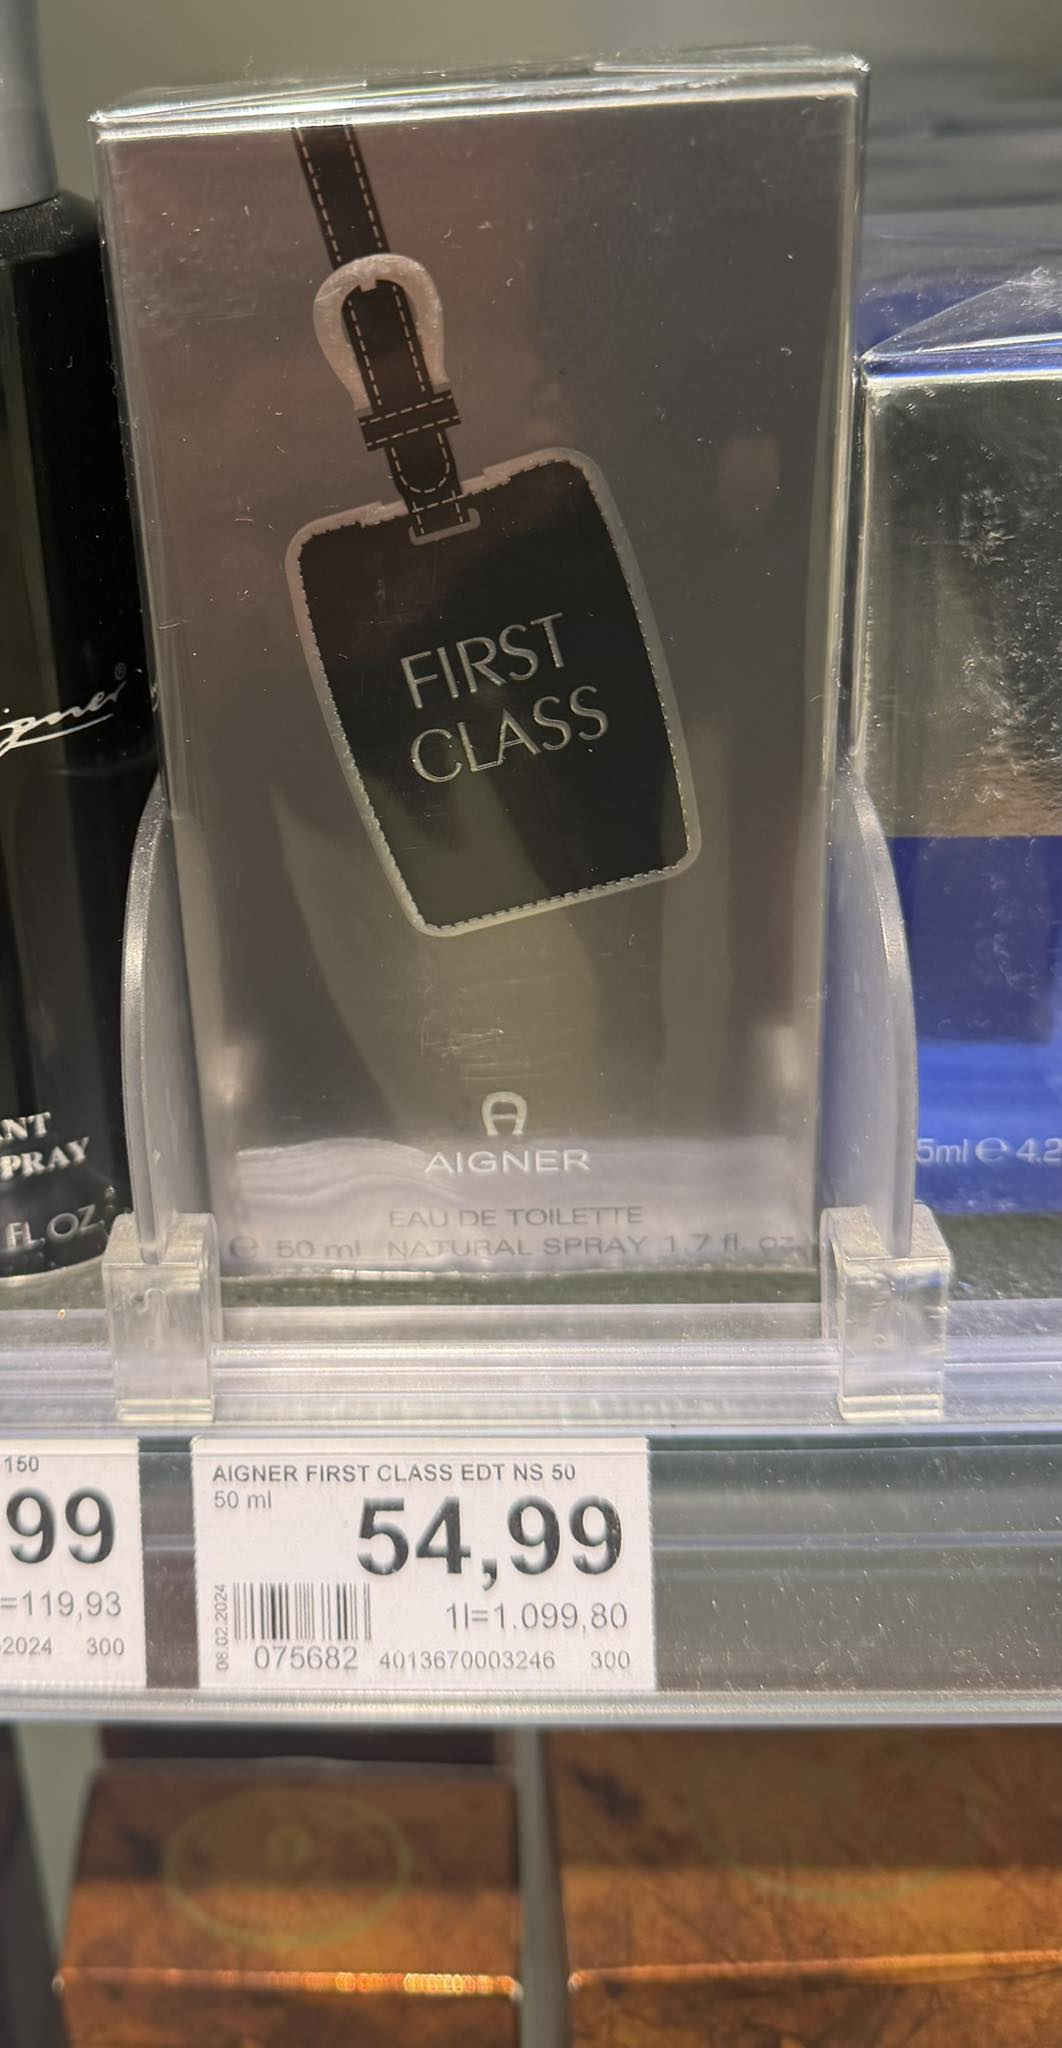 FIRST
CLASS
AIGNER
EAU DE TOILETTE
e 50 ml NATURAL SPRAY 1.7 fl. oz.
SPRAY
FL OZ
5ml e 4.2
150
99
=119,93
2024 300
AIGNER FIRST CLASS EDT NS 50
50 ml
54,99
1l=1.099,80
06.02.2024
075682 4013670003246 300